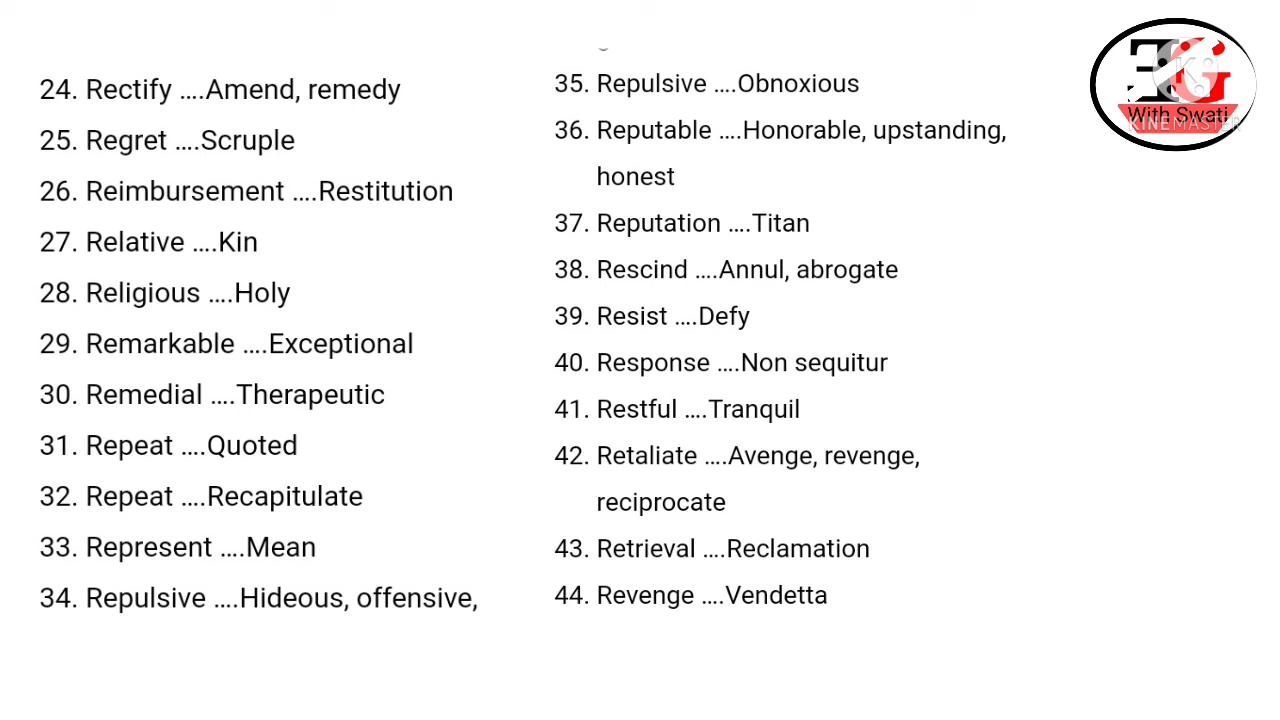 24. Rectify ....Amend, remedy
25. Regret ....Scruple
26. Reimbursement ....Restitution
27. Relative ....Kin
28. Religious ....Holy
29. Remarkable ....Exceptional
30. Remedial ....Therapeutic
31. Repeat ....Quoted
32. Repeat ....Recapitulate
33. Represent ....Mean
34. Repulsive ....Hideous, offensive,
35. Repulsive ....Obnoxious
36. Reputable ....Honorable, upstanding,
honest
37. Reputation ....Titan
38. Rescind ....Annul, abrogate
39. Resist ....Defy
40. Response ....Non sequitur
41. Restful ....Tranquil
42. Retaliate ....Avenge, revenge,
reciprocate
43. Retrieval ....Reclamation
44. Revenge ....Vendetta
EG
K
With Swati
KINEMASTER